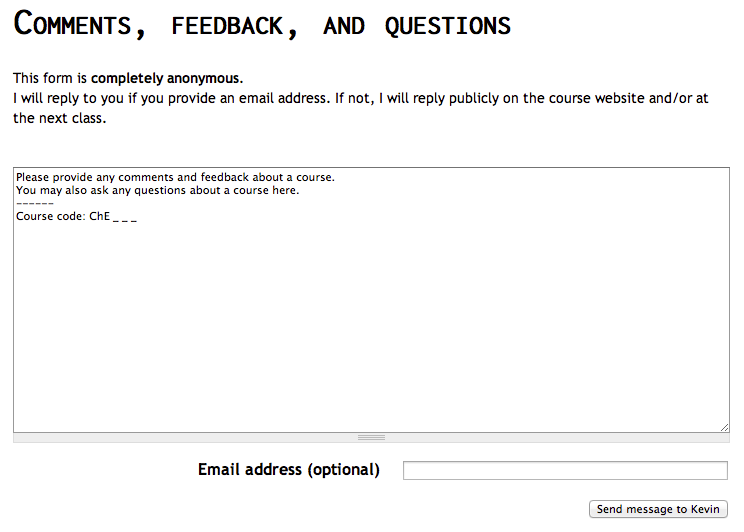 Comments, feedback, and questions
This form is completely anonymous.
I will reply to you if you provide an email address. If not, I will reply publicly on the course website and/or at
the next class.
Please provide any comments and feedback about a course.
You may also ask any questions about a course here.
------
Course code: ChE _ _ _
Email address (optional)
Send message to Kevin